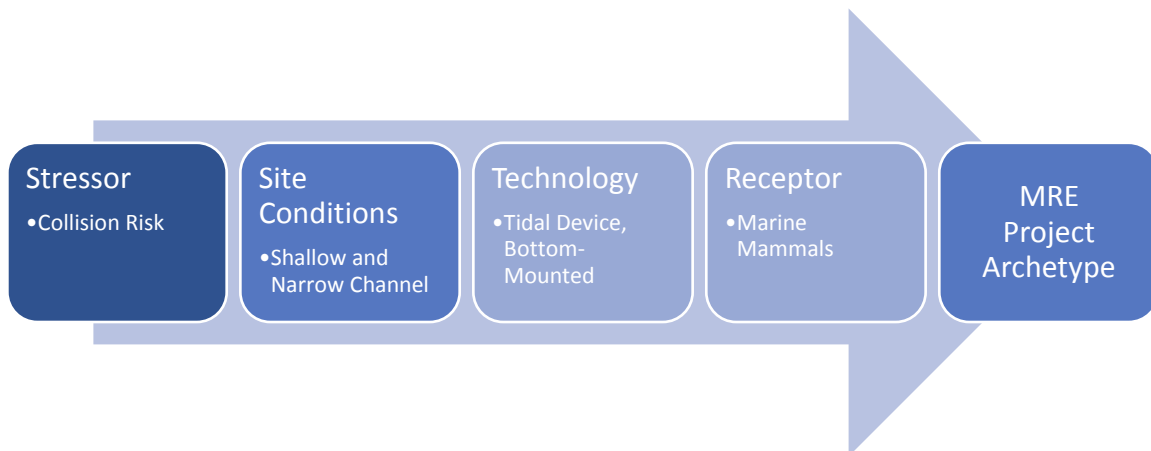 Stressor
•Collision Risk
Site
Conditions
•Shallow and
Narrow Channel
Technology
•Tidal Device,
Bottom-
Mounted
Receptor
•Marine
Mammals
MRE
Project
Archetype